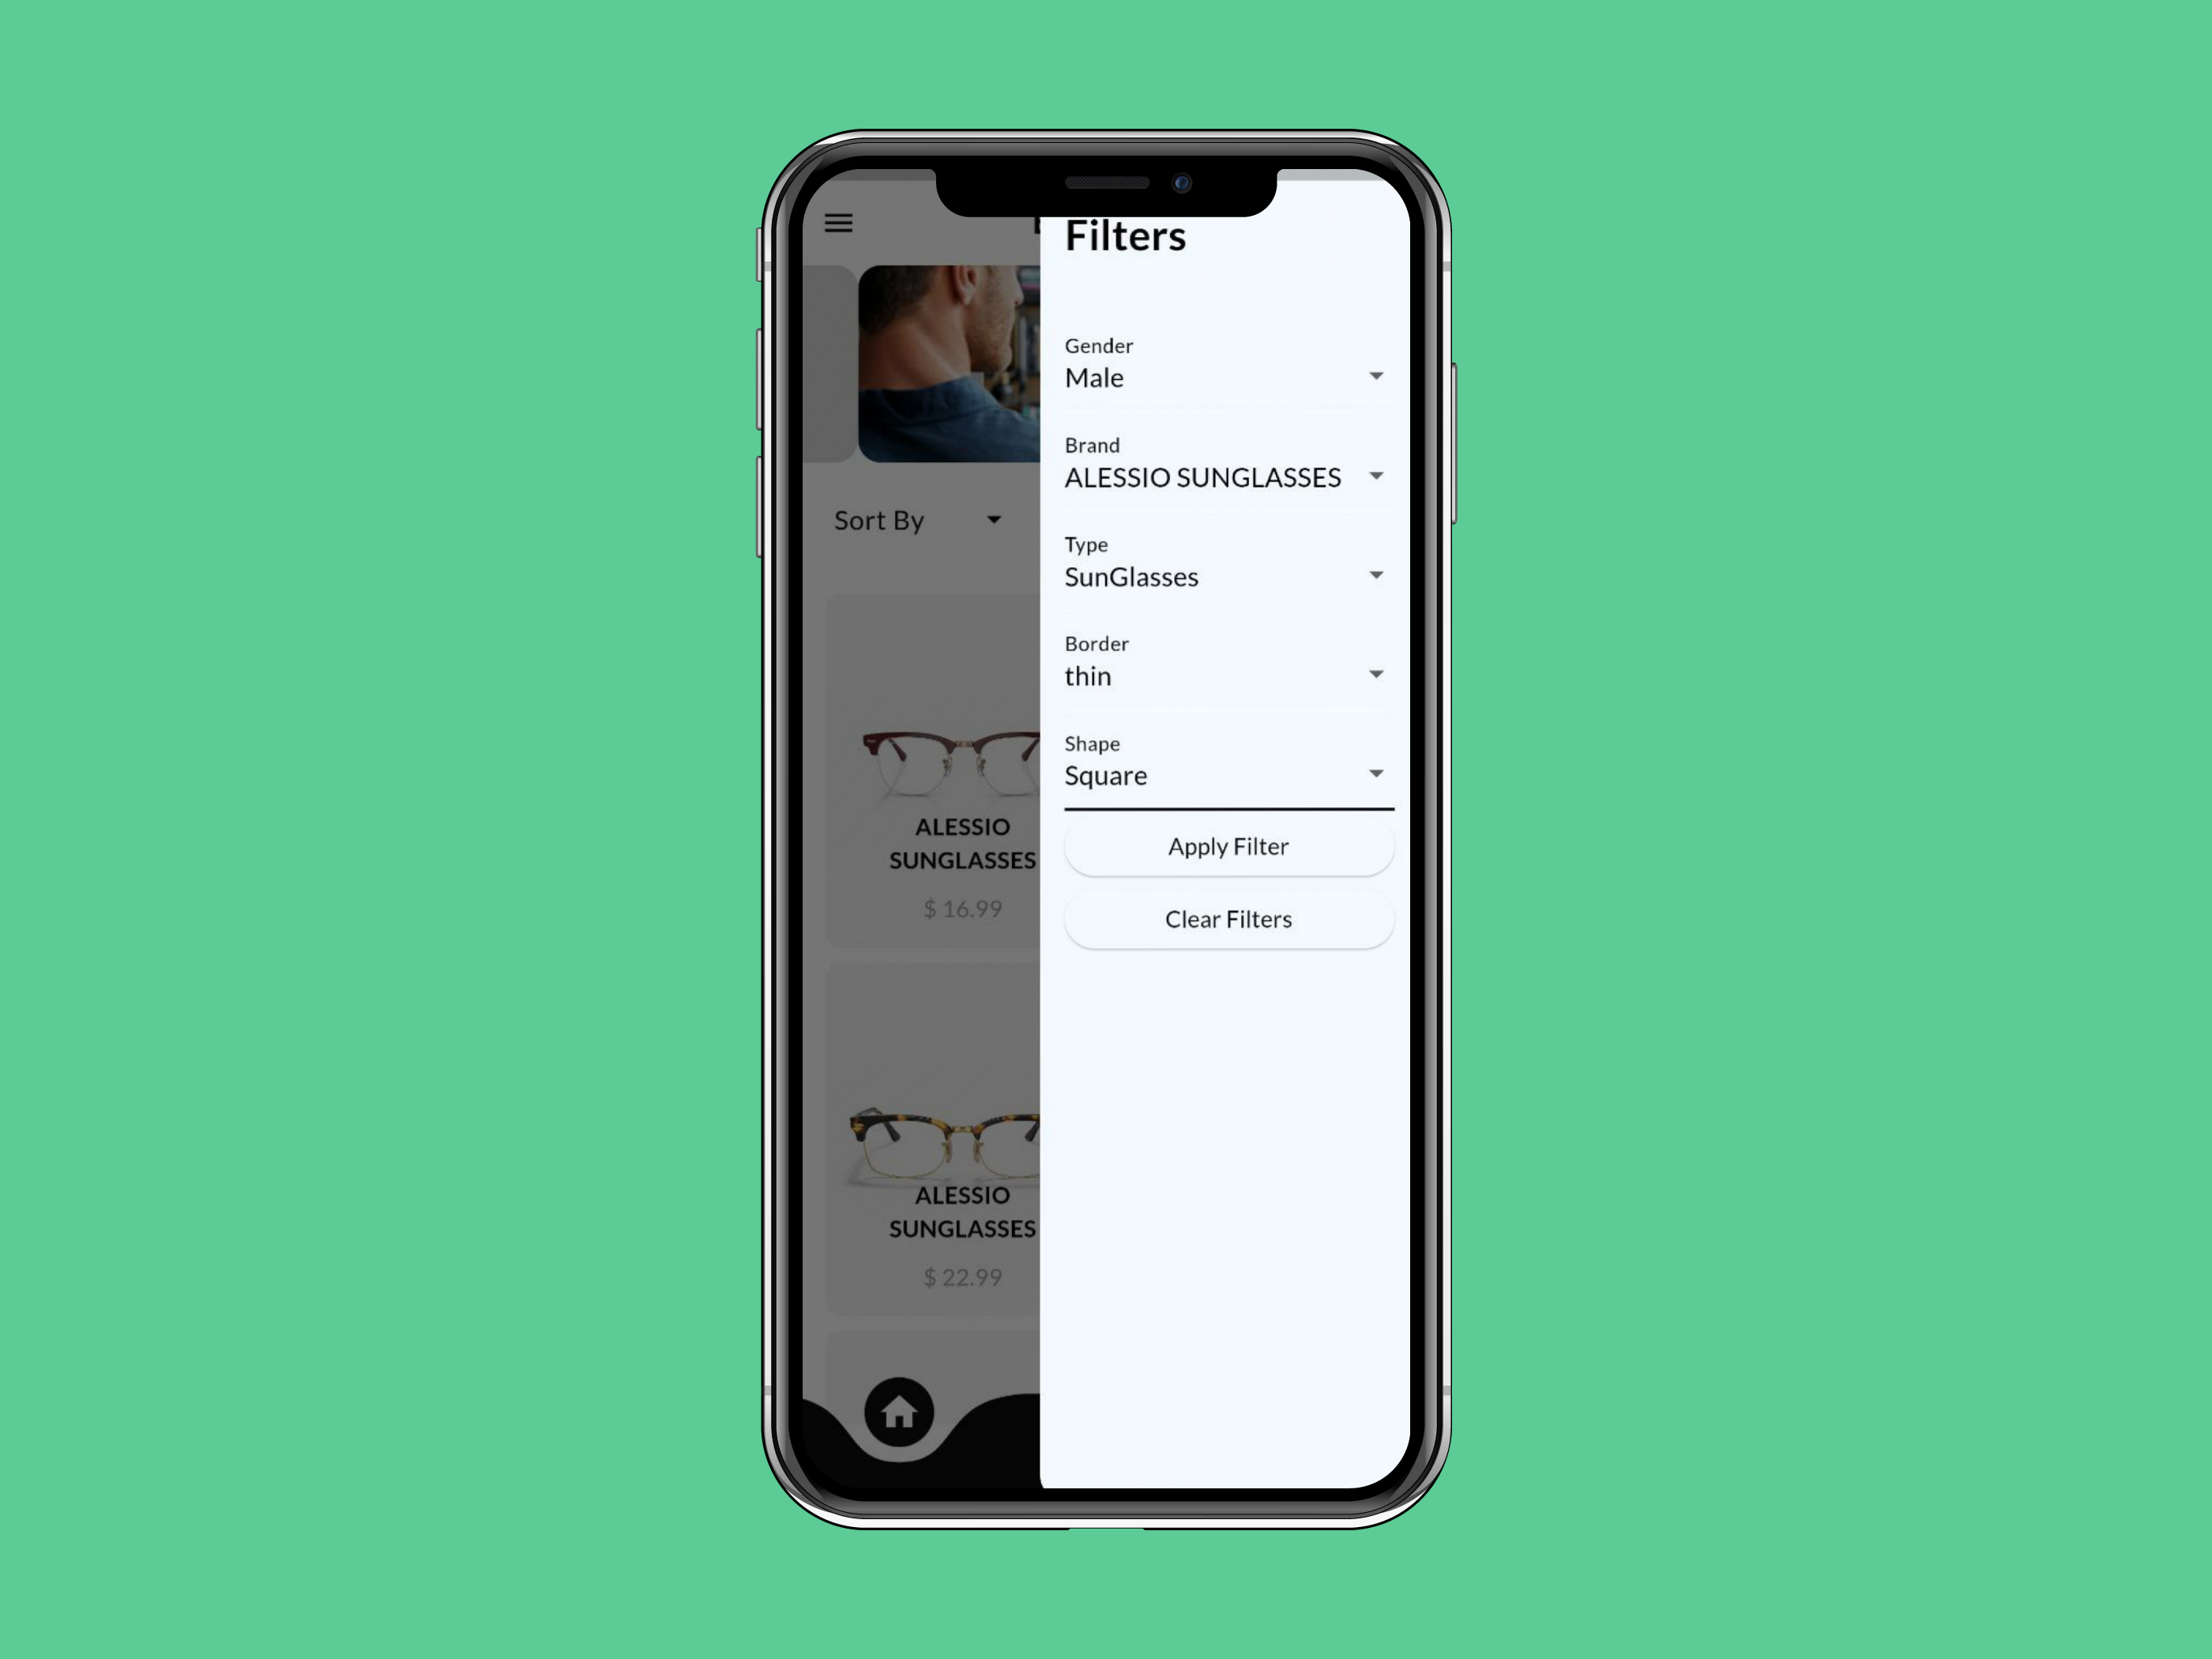 Filters
Gender
Male
Brand
ALESSIO SUNGLASSES
Type
SunGlasses
Border
thin
Shape
Square
Apply Filter
Clear Filters
Sort By
ALESSIO
SUNGLASSES
$ 16.99
ALESSIO
SUNGLASSES
$ 22.99